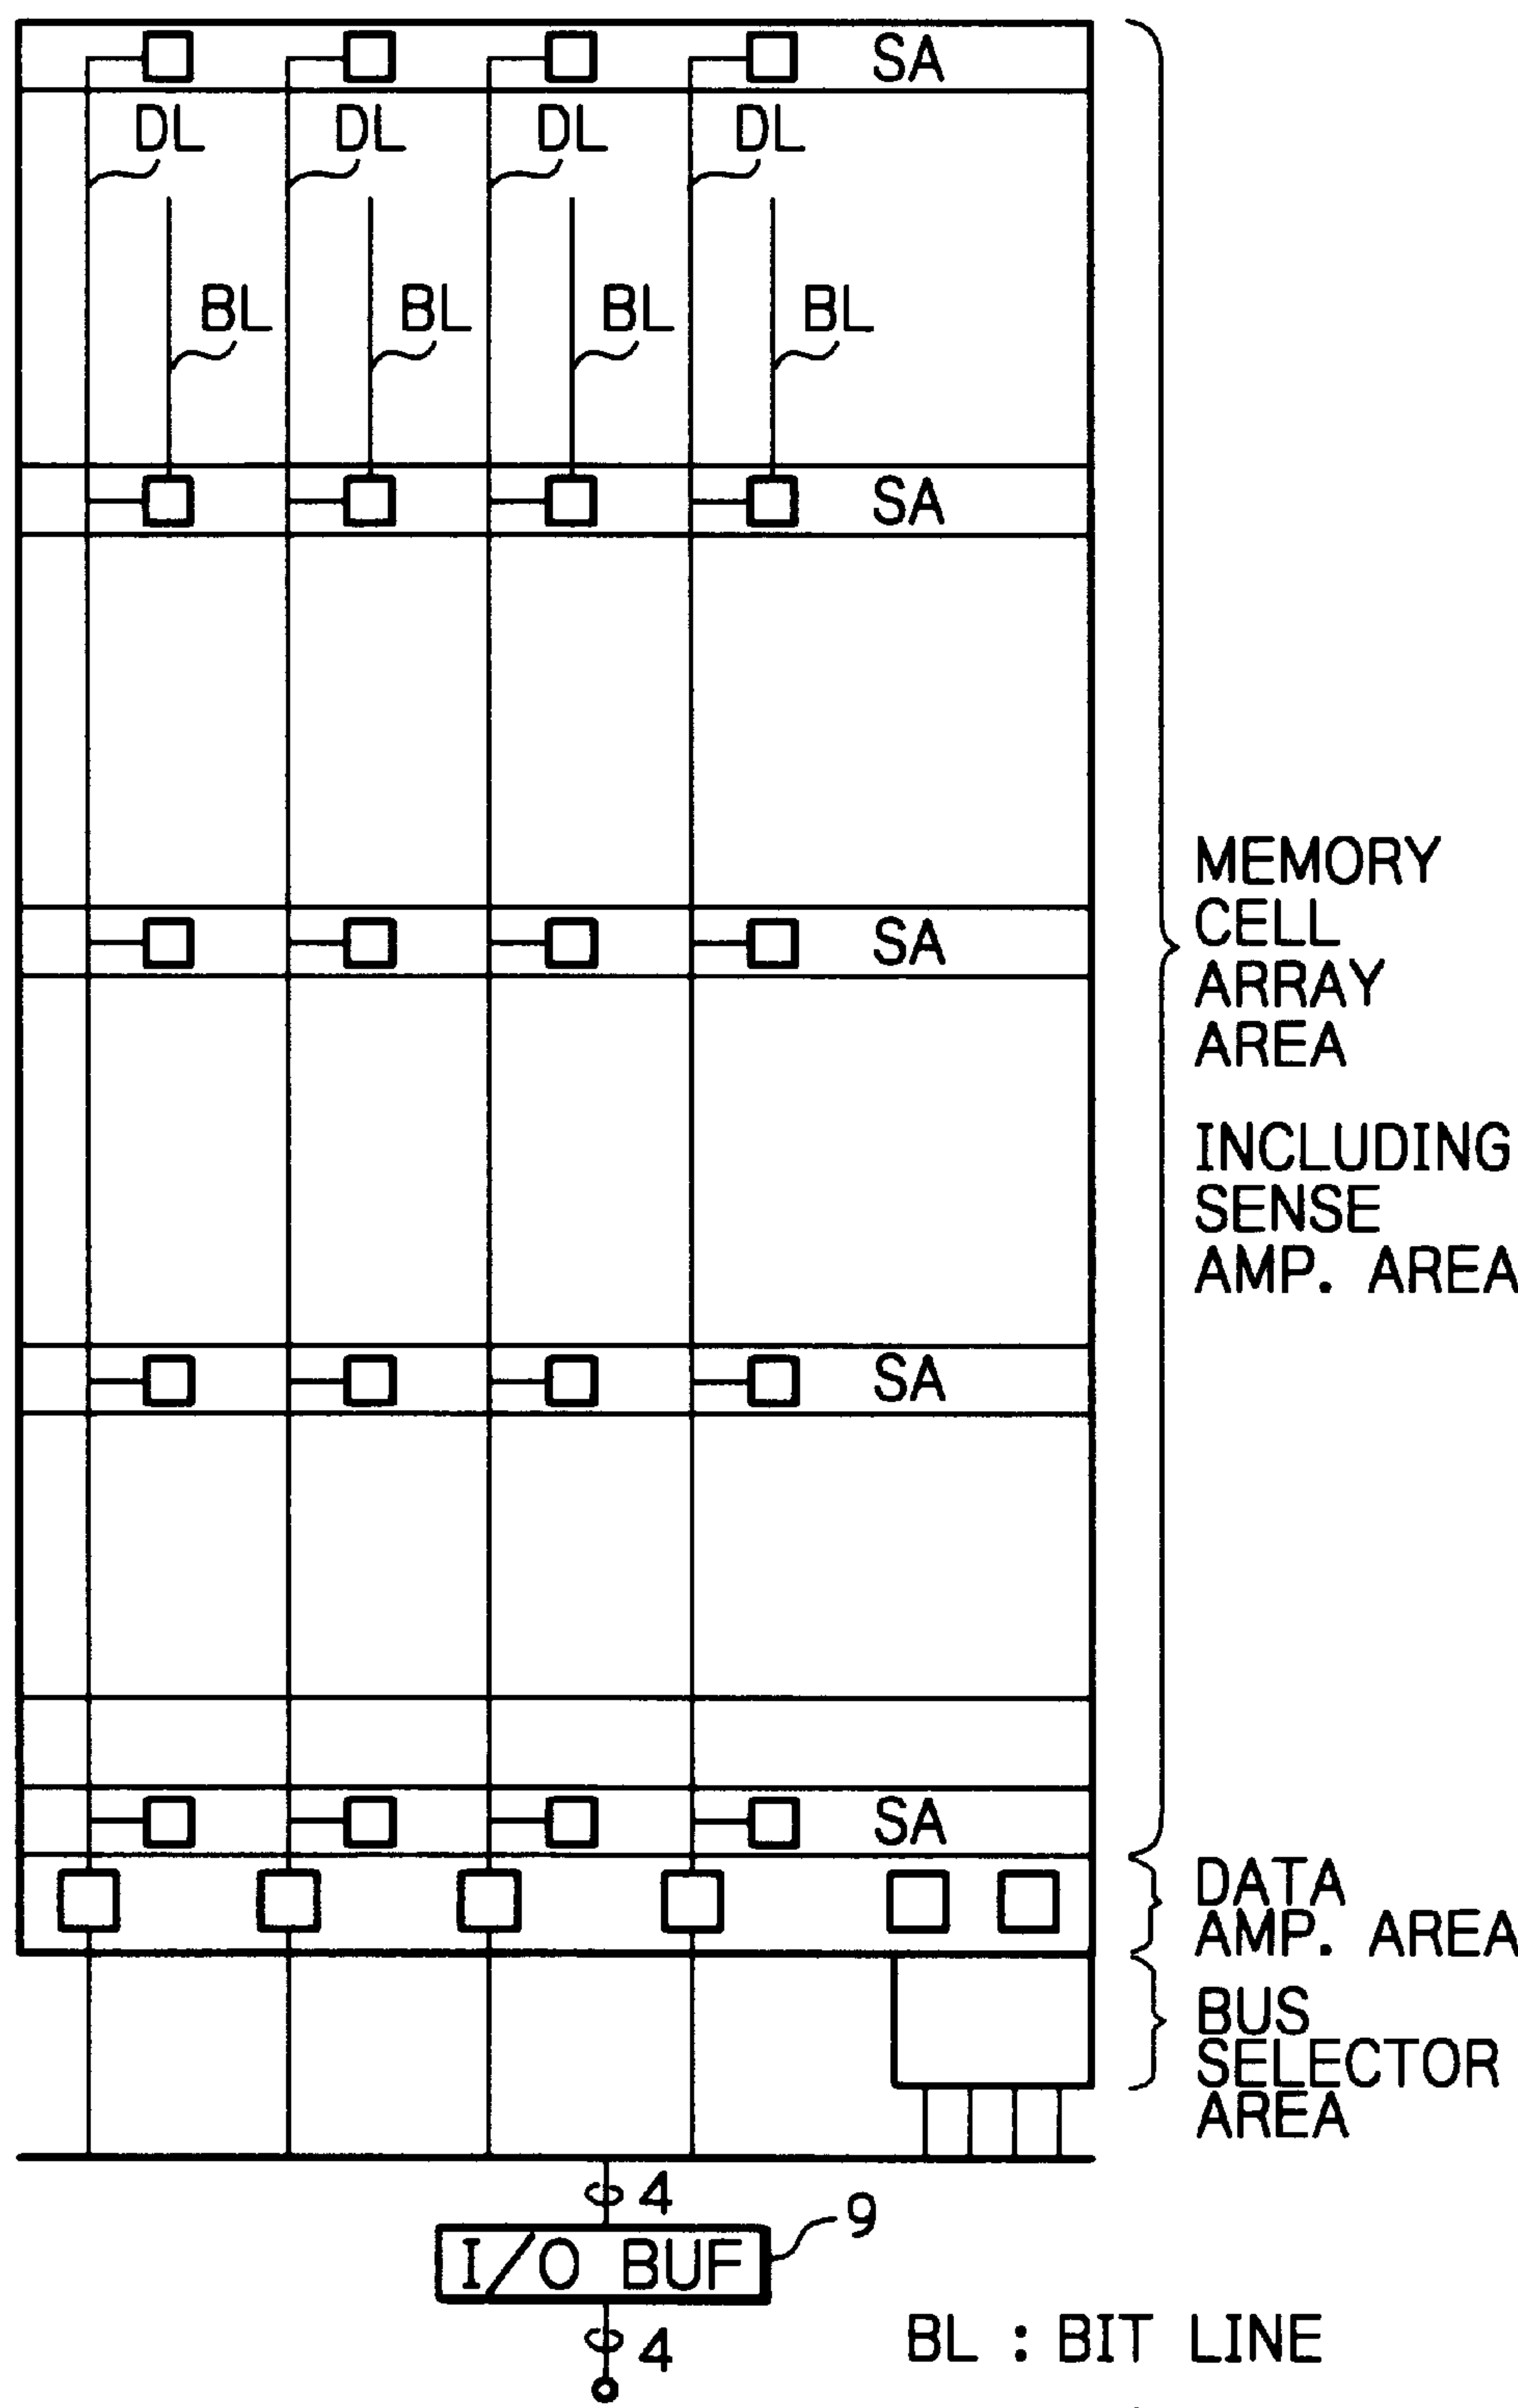 SA
DL DL DL DL
BL BL BL BL
SA
MEMORY
CELL
ARRAY
AREA
SA
INCLUDING
SENSE
AMP. AREA
SA
SA
DATA
AMP. AREA
BUS
SELECTOR
AREA
4
9
I/O BUF
4
BL : BIT LINE